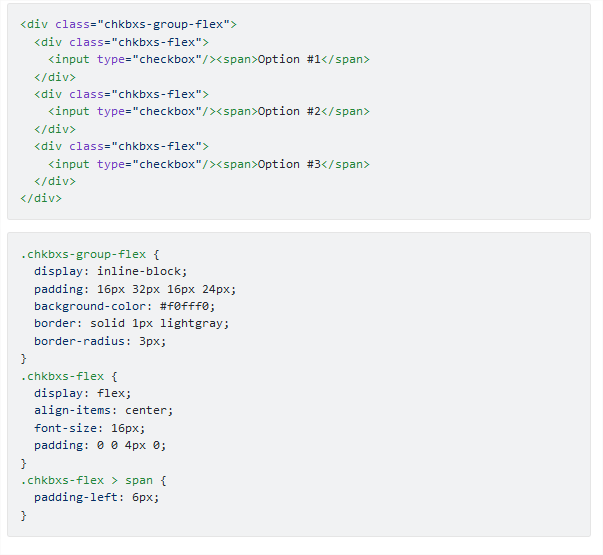 <div class="chkbxs-group-flex">
  <div class="chkbxs-flex">
    <input type="checkbox"/><span>Option #1</span>
  </div>
  <div class="chkbxs-flex">
    <input type="checkbox"/><span>Option #2</span>
  </div>
  <div class="chkbxs-flex">
    <input type="checkbox"/><span>Option #3</span>
  </div>
</div>
.chkbxs-group-flex {
  display: inline-block;
  padding: 16px 32px 16px 24px;
  background-color: #f0fff0;
  border: solid 1px lightgray;
  border-radius: 3px;
}
.chkbxs-flex {
  display: flex;
  align-items: center;
  font-size: 16px;
  padding: 0 0 4px 0;
}
.chkbxs-flex > span {
  padding-left: 6px;
}